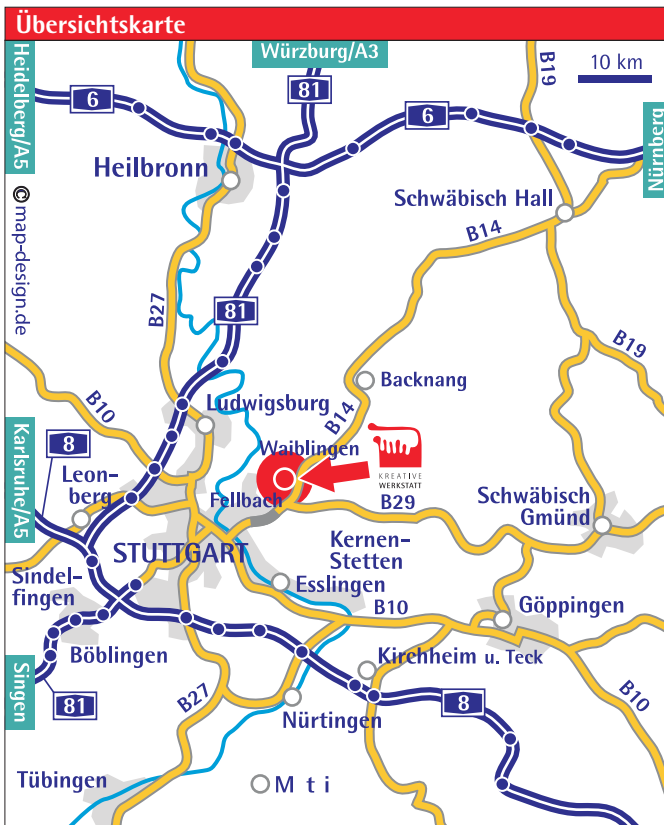 Übersichtskarte
Würzburg/A3
Heidelberg/A5
B19
10 km
81
6
6
Nürnberg
Heilbronn
Schwäbisch Hall
© map-design.de
B14
81
B27
B19
Backnang
B10
Ludwigsburg
B14
Waiblingen
KREATIVE
WERKSTATT
8
Karlsruhe/A5
Leon-
berg
Fellbach
B29
Schwäbisch
Gmünd
STUTTGART
Kernen-
Stetten
Sindel-
fingen
Esslingen
B10
Göppingen
Böblingen
Kirchheim u. Teck
Singen
81
B27
Nürtingen
8
B10
Tübingen
M t i